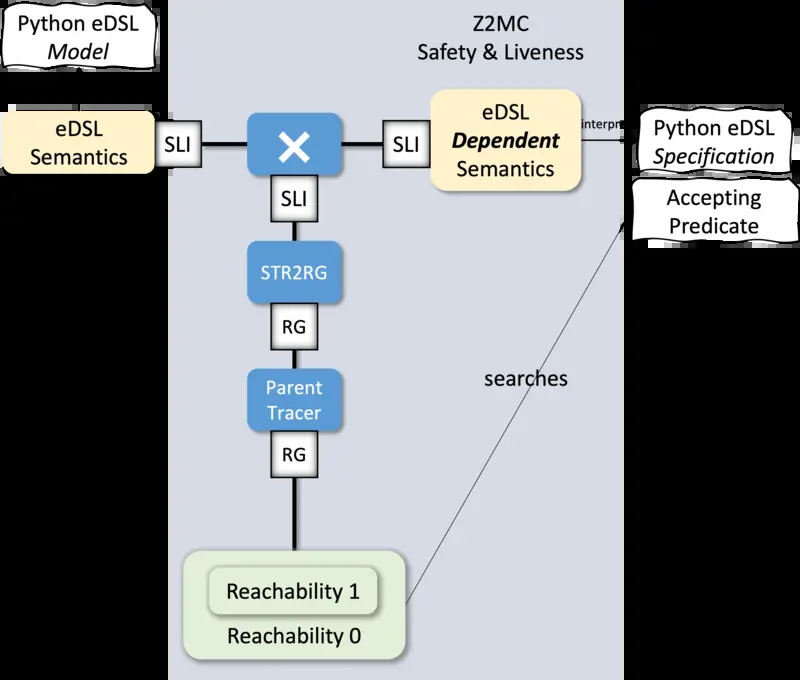 Python eDSL
Model
Z2MC
Safety & Liveness
eDSL
Semantics
SLI
SLI
eDSL
Dependent
Semantics
Python eDSL
Specification
Accepting
Predicate
SLI
STR2RG
RG
Parent
Tracer
searches
RG
Reachability 1
Reachability 0